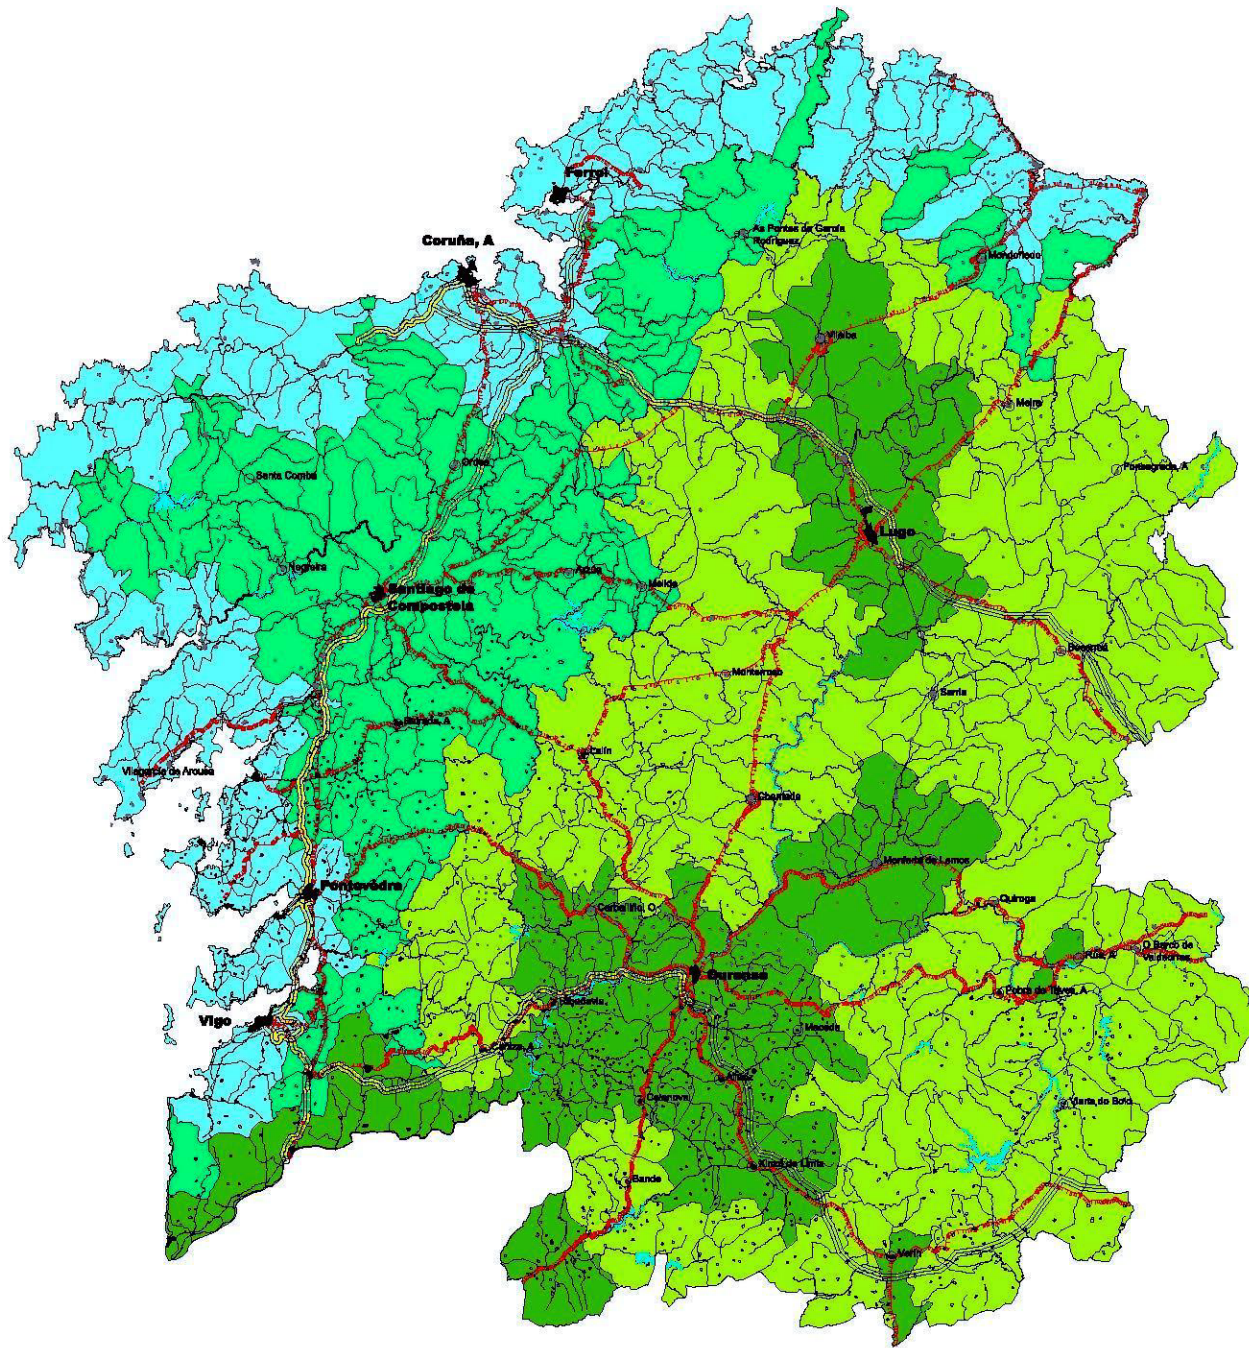 Ferrol
As Pontes de García
Rodríguez
Coruña, A
Mondoñedo
Vilalba
Meira
Ordes
Santa Comba
Fonsagrada, A
Lugo
Negreira
Arzúa
Melide
Santiago de
Compostela
Becerreá
Monterroso
Sarria
Estrada, A
Lalín
Vilagarcía de Arousa
Chantada
Monforte de Lemos
Pontevedra
Carballiño, O
Quiroga
O Barco de
Valdeorras
Rúa, A
Ourense
Pobra de Trives, A
Ribadavia
Vigo
Maceda
Cañiza, A
Allariz
Celanova
Viana do Bolo
Xinzo de Limia
Bande
Verín